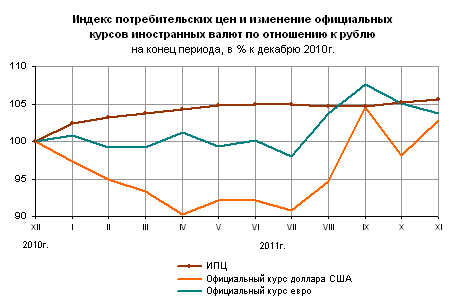 Индекс потребительских цен и изменение официальных
курсов иностранных валют по отношению к рублю
на конец периода, в % к декабрю 2010г.
110
105
100
95
90
XII I II III IV V VI VII VIII IX X XI
2010г. 2011г.
ИПЦ
Официальный курс доллара США
Официальный курс евро